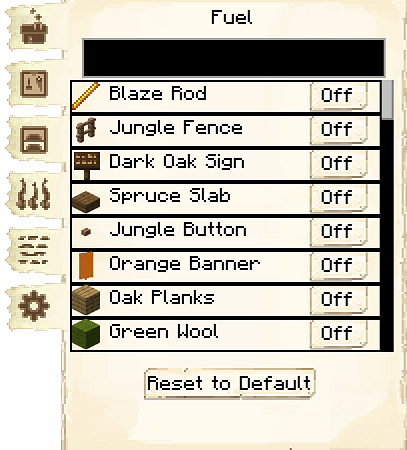 Fuel
Blaze Rod Off
Jungle Fence Off
Dark Oak Sign Off
Spruce Slab Off
Jungle Button Off
Orange Banner Off
Oak Planks Off
Green Wool Off
Reset to Default